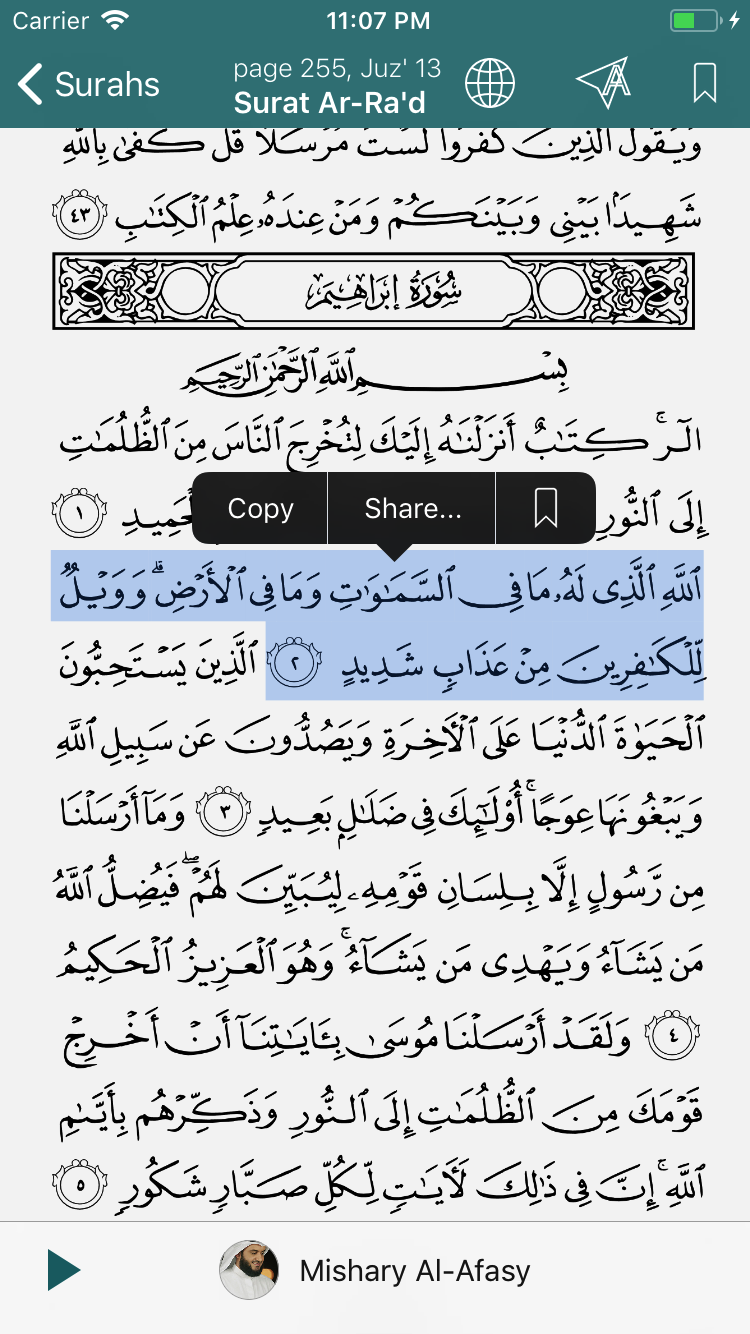 Carrier 11:07 PM
Surahs
page 255, Juz' 13
Surat Ar-Ra'd
وَيَقُولُ ٱلَّذِينَ كَفَرُوا۟ لَسْتَ مُرْسَلًا قُلْ كَفَىٰ بِٱللَّهِ
شَهِيدًۢا بَيْنِى وَبَيْنَكُمْ وَمَنْ عِندَهُۥ عِلْمُ ٱلْكِتَـٰبِ ٤٣
سُورَةُ إِبْرَاهِيمَ
بِسْمِ ٱللَّهِ ٱلرَّحْمَـٰنِ ٱلرَّحِيمِ
الٓر ۚ كِتَـٰبٌ أَنزَلْنَـٰهُ إِلَيْكَ لِتُخْرِجَ ٱلنَّاسَ مِنَ ٱلظُّلُمَـٰتِ
إِلَى ٱلنُّورِ ٱلْحَمِيدِ ١
Copy Share...
ٱللَّهِ ٱلَّذِى لَهُۥ مَا فِى ٱلسَّمَـٰوَٰتِ وَمَا فِى ٱلْأَرْضِ ۗ وَوَيْلٌ
لِّلْكَـٰفِرِينَ مِنْ عَذَابٍ شَدِيدٍ ٢ ٱلَّذِينَ يَسْتَحِبُّونَ
ٱلْحَيَوٰةَ ٱلدُّنْيَا عَلَى ٱلْـَٔاخِرَةِ وَيَصُدُّونَ عَن سَبِيلِ ٱللَّهِ
وَيَبْغُونَهَا عِوَجًا ۚ أُو۟لَـٰٓئِكَ فِى ضَلَـٰلٍۭ بَعِيدٍ ٣ وَمَآ أَرْسَلْنَا
مِن رَّسُولٍ إِلَّا بِلِسَانِ قَوْمِهِۦ لِيُبَيِّنَ لَهُمْ ۖ فَيُضِلُّ ٱللَّهُ
مَن يَشَآءُ وَيَهْدِى مَن يَشَآءُ ۚ وَهُوَ ٱلْعَزِيزُ ٱلْحَكِيمُ
٤ وَلَقَدْ أَرْسَلْنَا مُوسَىٰ بِـَٔايَـٰتِنَآ أَنْ أَخْرِجْ
قَوْمَكَ مِنَ ٱلظُّلُمَـٰتِ إِلَى ٱلنُّورِ وَذَكِّرْهُم بِأَيَّىٰمِ
ٱللَّهِ ۚ إِنَّ فِى ذَٰلِكَ لَـَٔايَـٰتٍ لِّكُلِّ صَبَّارٍ شَكُورٍ ٥
Mishary Al-Afasy